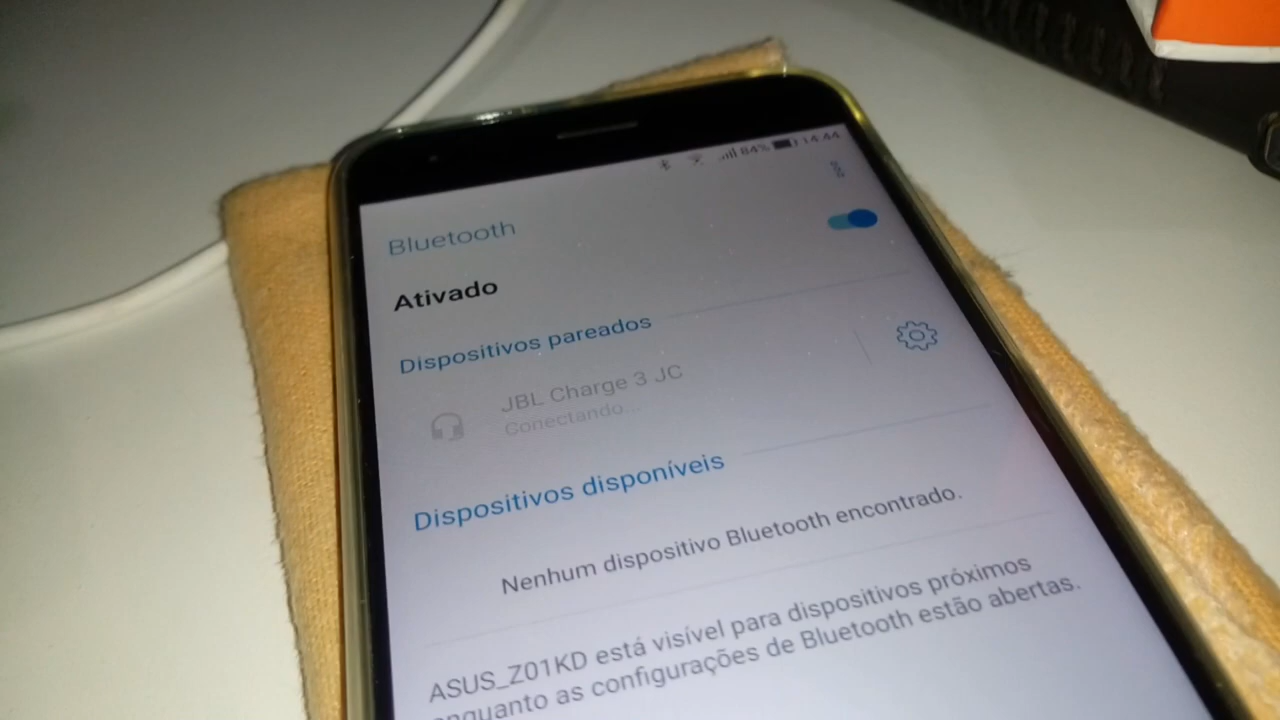 84% 14:44
Bluetooth
Ativado
Dispositivos pareados
JBL Charge 3 JC
Conectando...
Dispositivos disponíveis
Nenhum dispositivo Bluetooth encontrado.
ASUS_Z01KD está visível para dispositivos próximos
enquanto as configurações de Bluetooth estão abertas.